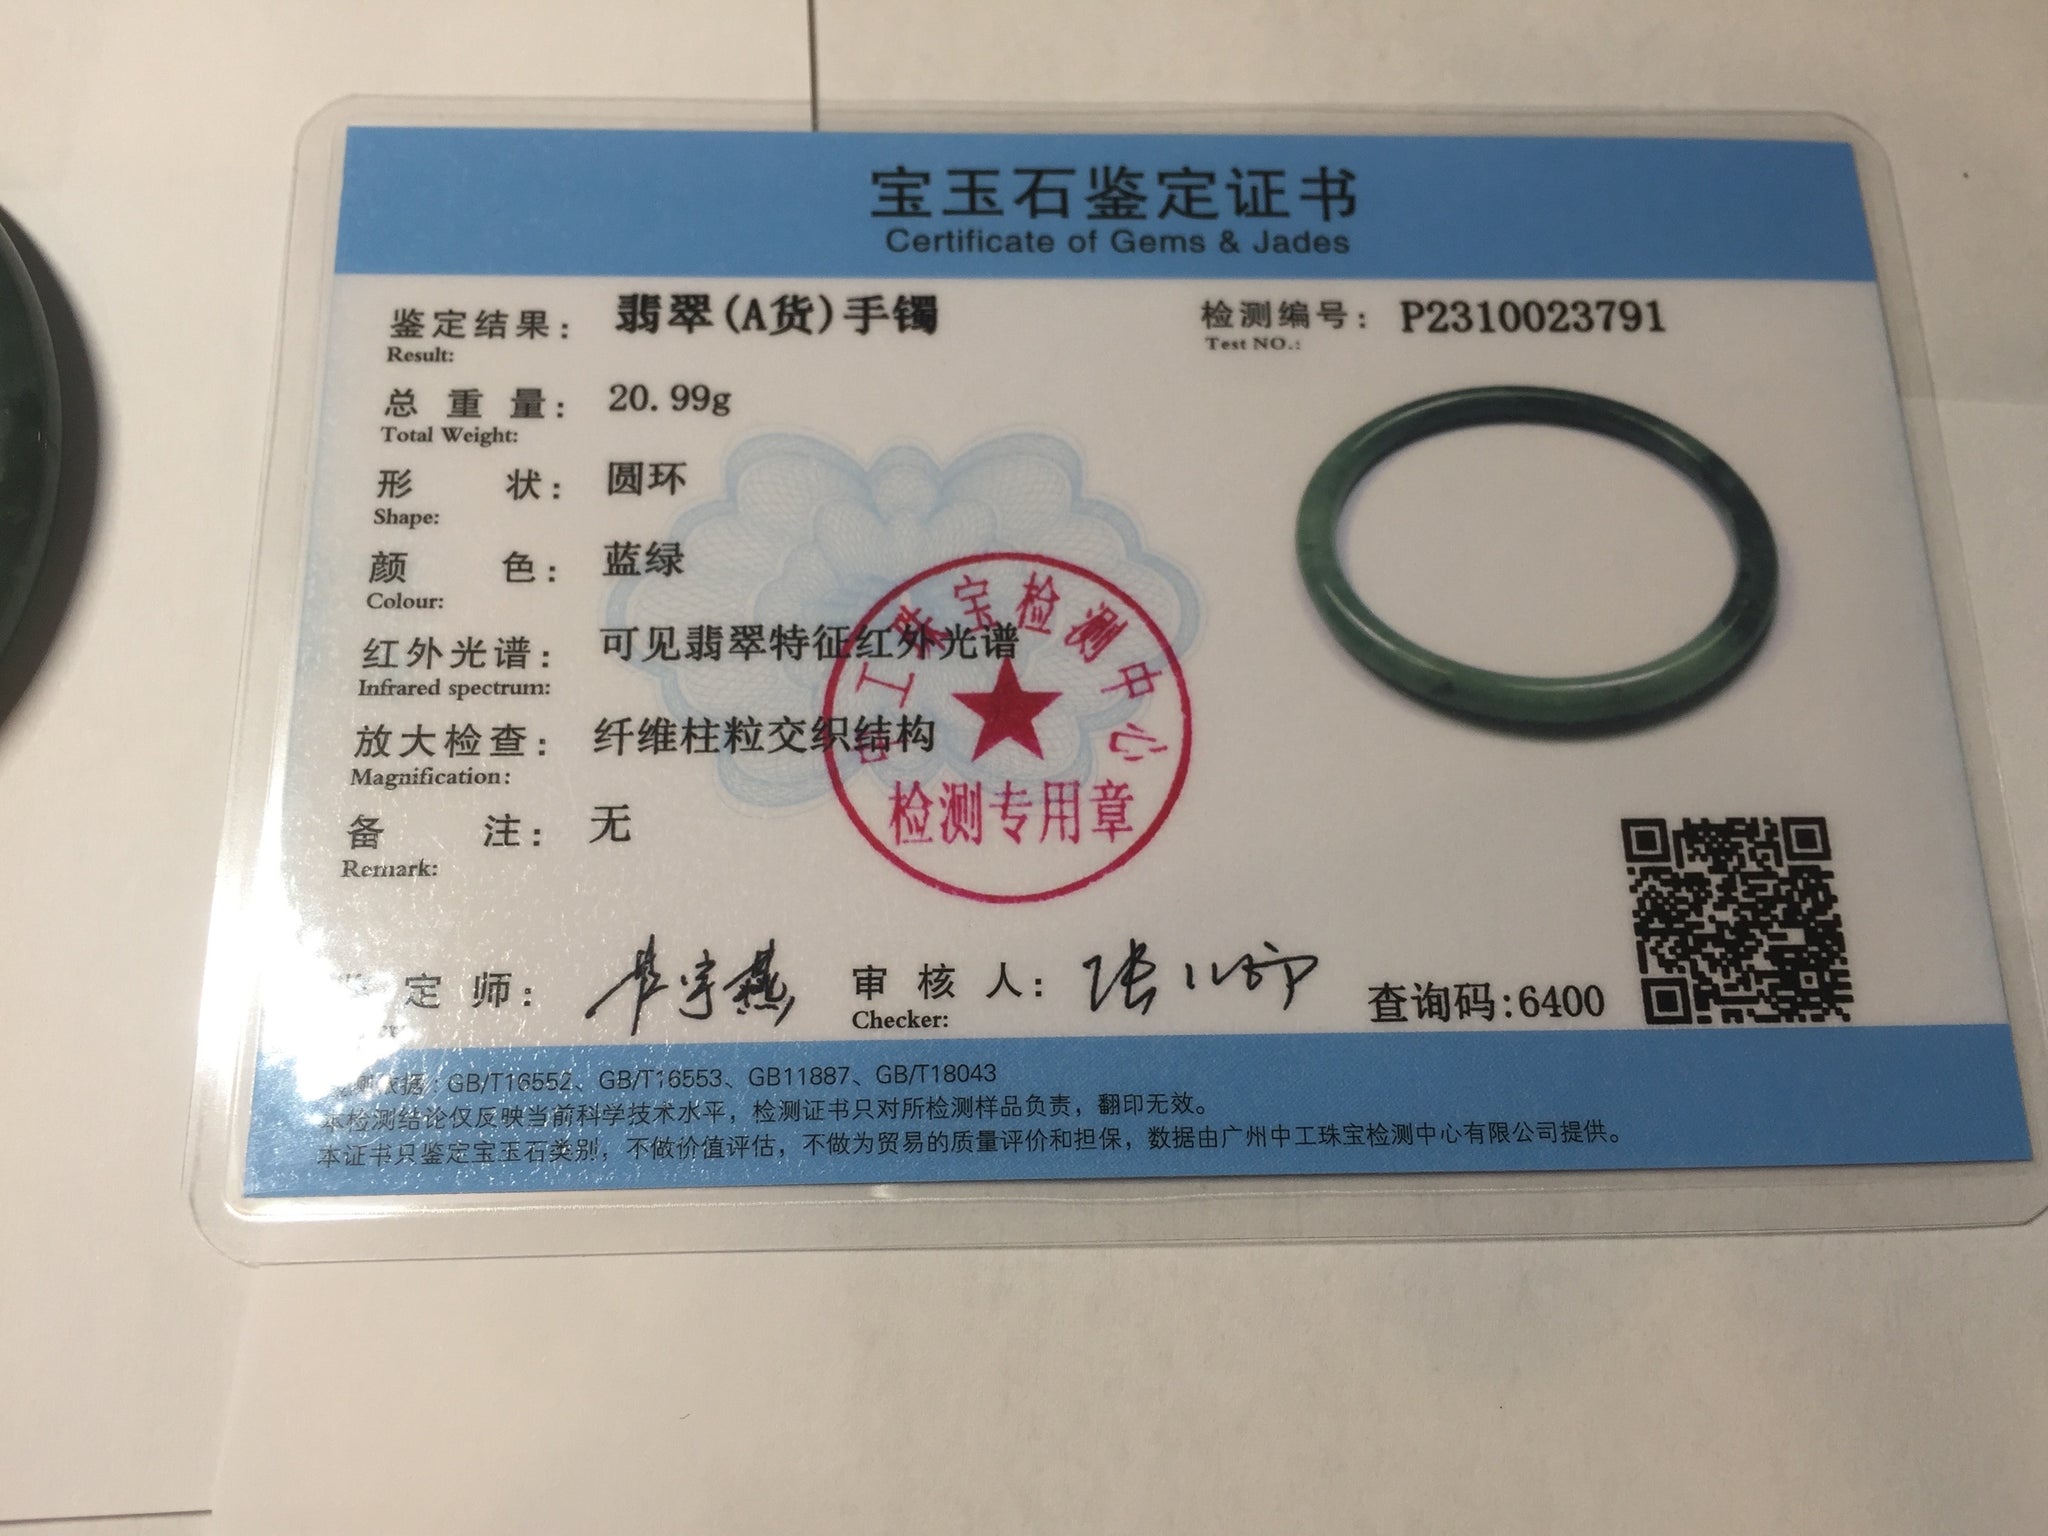 宝玉石鉴定证书
Certificate of Gems & Jades
鉴定结果: 翡翠(A货)手镯
Result:
检测编号: P2310023791
Test NO.:
总重量: 20.99g
Total Weight:
形状: 圆环
Shape:
颜色: 蓝绿
Colour:
红外光谱: 可见翡翠特征红外光谱
Infrared spectrum:
放大检查: 纤维柱粒交织结构
Magnification:
备注: 无
Remark:
中工珠宝检测中心
检测专用章
定师:
审核人:
Checker:
查询码:6400
依据: GB/T16552、GB/T16553、GB11887、GB/T18043
本检测结论仅反映当前科学技术水平，检测证书只对所检测样品负责，翻印无效。
本证书只鉴定宝玉石类别，不做价值评估，不做为贸易的质量评价和担保，数据由广州中工珠宝检测中心有限公司提供。